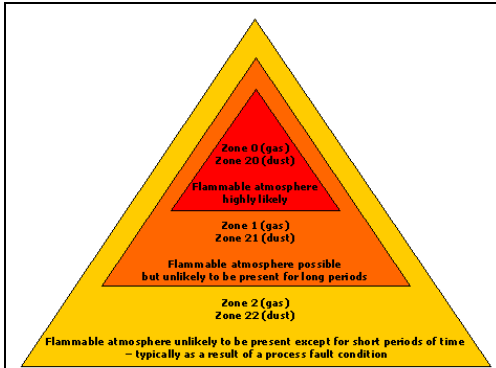 Zone 0 (gas)
Zone 20 (dust)
Flammable atmosphere
highly likely
Zone 1 (gas)
Zone 21 (dust)
Flammable atmosphere possible
but unlikely to be present for long periods
Zone 2 (gas)
Zone 22 (dust)
Flammable atmosphere unlikely to be present except for short periods of time
– typically as a result of a process fault condition